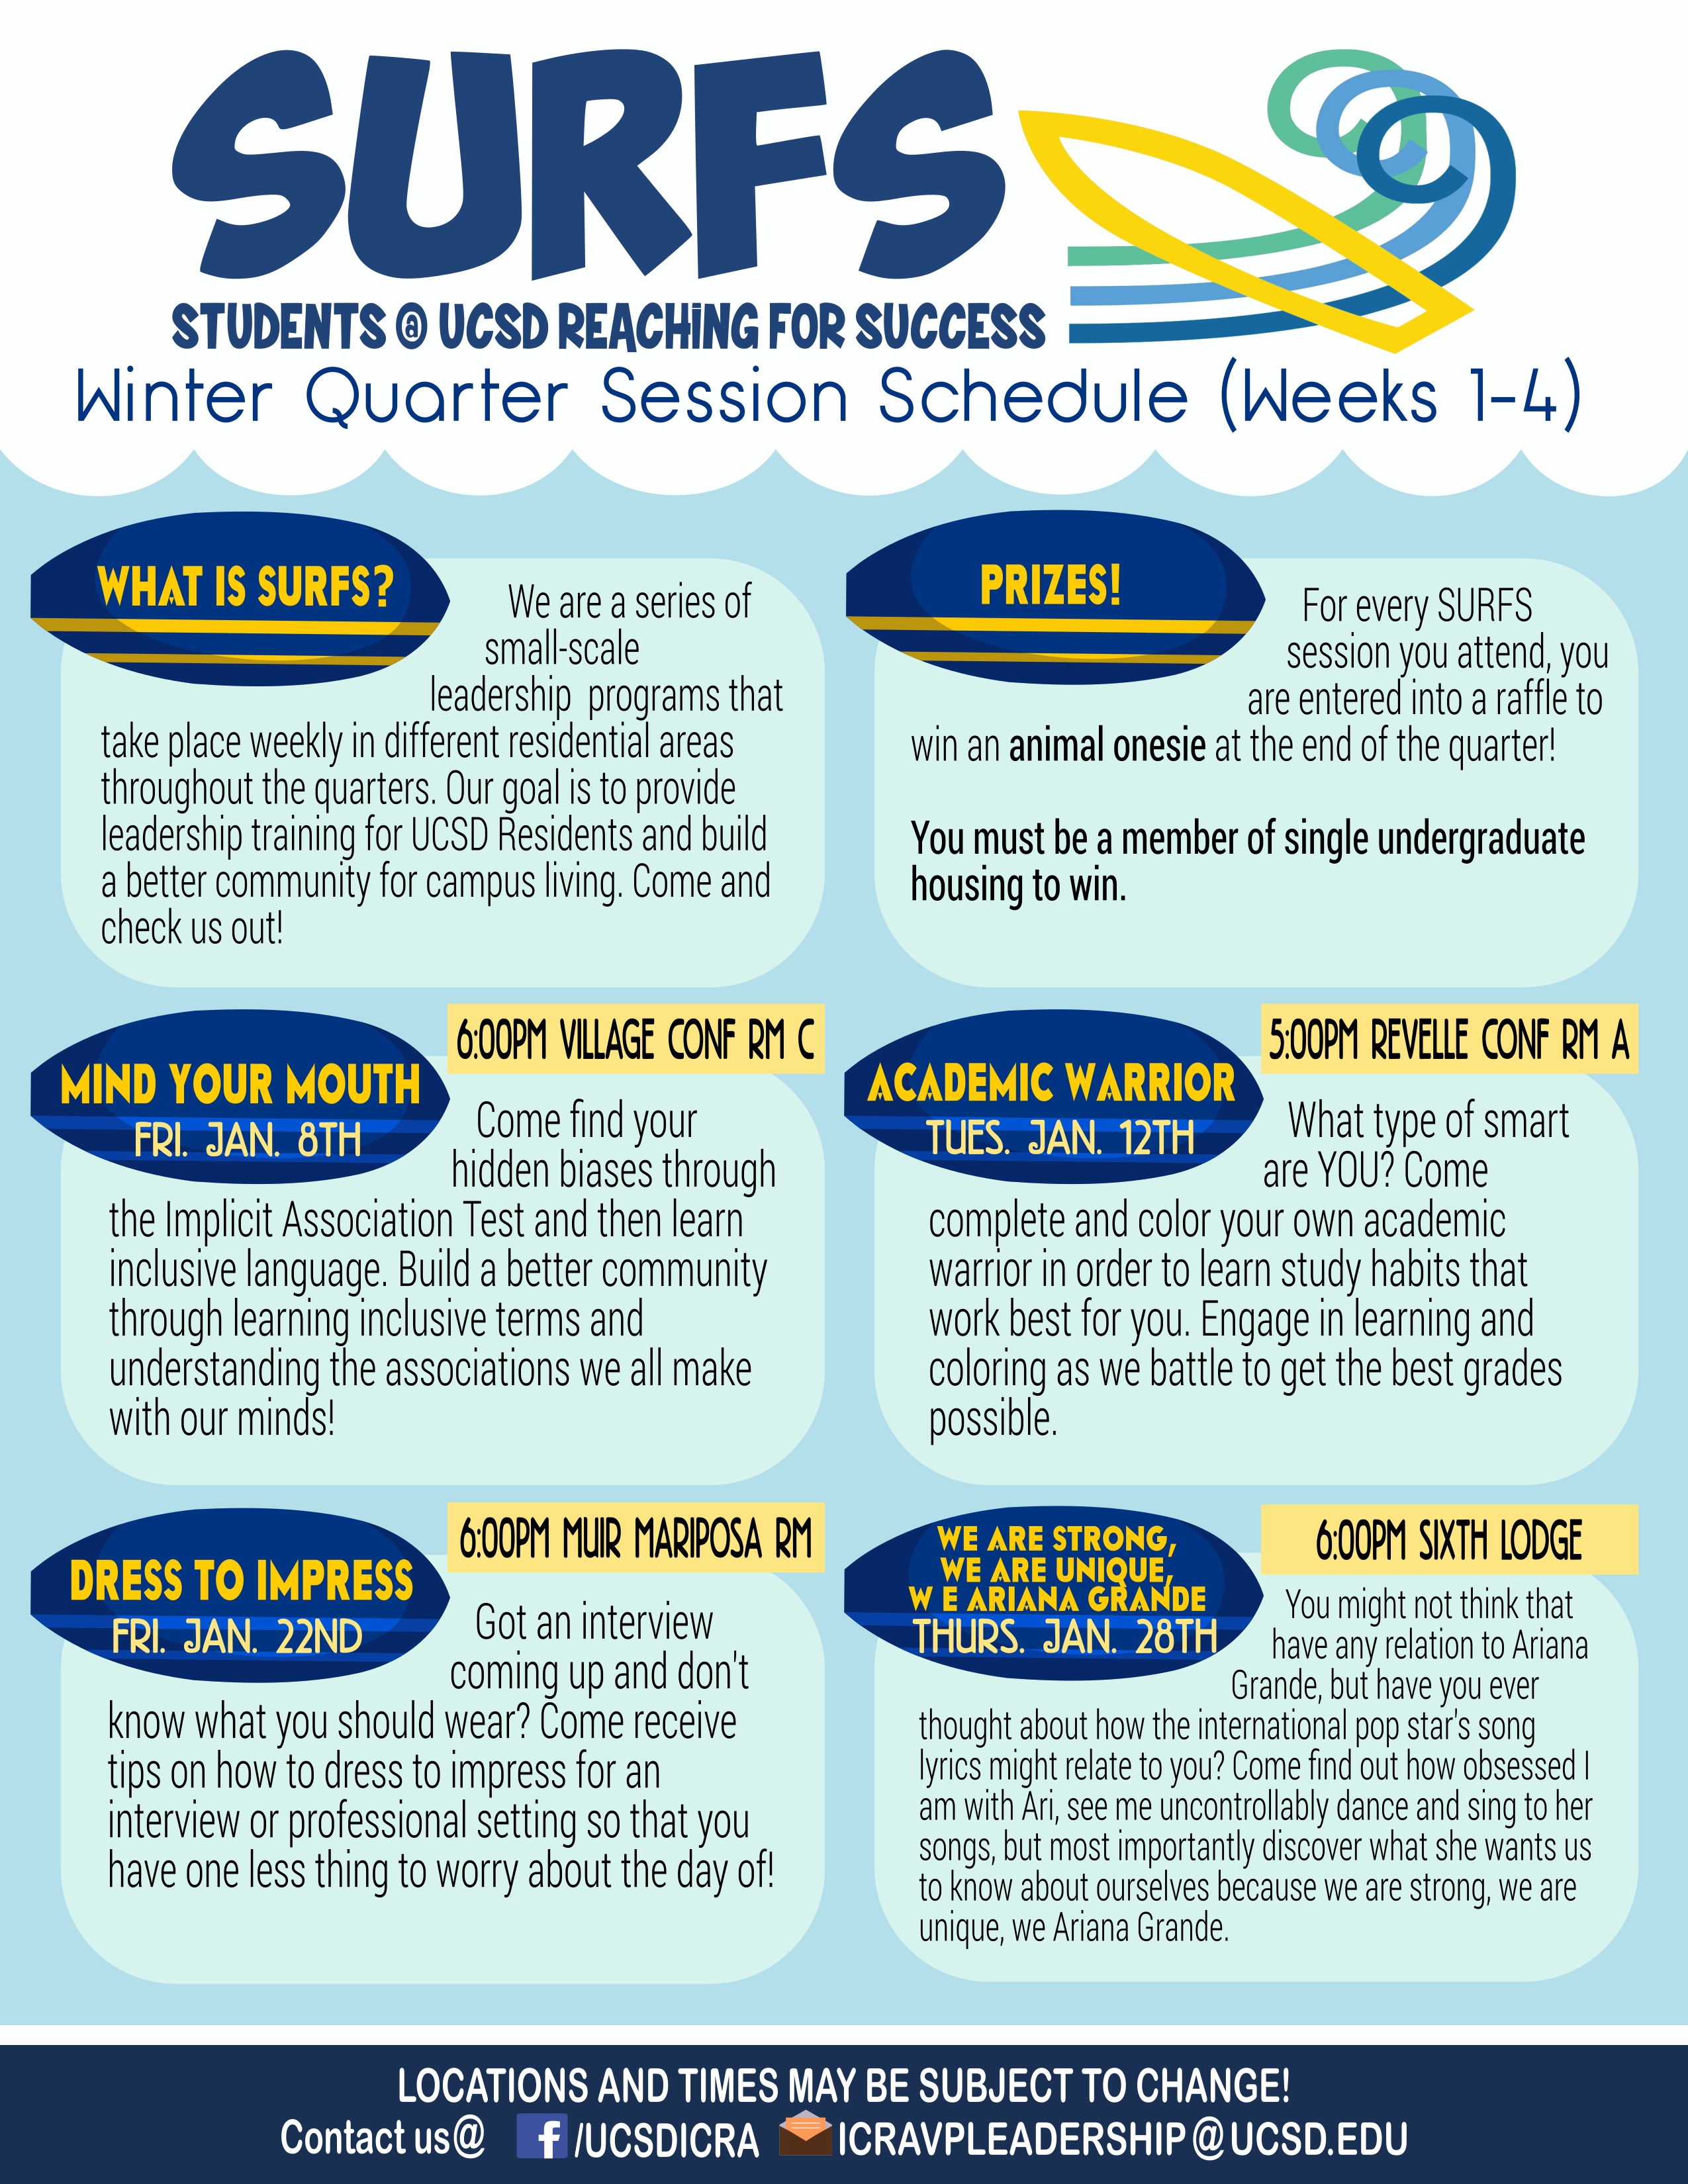 SURFS
STUDENTS @ UCSD REACHING FOR SUCCESS
Winter Quarter Session Schedule (Weeks 1-4)
WHAT IS SURFS?
We are a series of
small-scale
leadership programs that
take place weekly in different residential areas
throughout the quarters. Our goal is to provide
leadership training for UCSD Residents and build
a better community for campus living. Come and
check us out!
PRIZES!
For every SURFS
session you attend, you
are entered into a raffle to
win an animal onesie at the end of the quarter!
You must be a member of single undergraduate
housing to win.
6:00PM VILLAGE CONF RM C
MIND YOUR MOUTH
FRI. JAN. 8TH
Come find your
hidden biases through
the Implicit Association Test and then learn
inclusive language. Build a better community
through learning inclusive terms and
understanding the associations we all make
with our minds!
5:00PM REVELLE CONF RM A
ACADEMIC WARRIOR
TUES. JAN. 12TH
What type of smart
are YOU? Come
complete and color your own academic
warrior in order to learn study habits that
work best for you. Engage in learning and
coloring as we battle to get the best grades
possible.
6:00PM MUIR MARIPOSA RM
DRESS TO IMPRESS
FRI. JAN. 22ND
Got an interview
coming up and don't
know what you should wear? Come receive
tips on how to dress to impress for an
interview or professional setting so that you
have one less thing to worry about the day of!
6:00PM SIXTH LODGE
WE ARE STRONG,
WE ARE UNIQUE,
W E ARIANA GRANDE
THURS. JAN. 28TH
You might not think that
have any relation to Ariana
Grande, but have you ever
thought about how the international pop star's song
lyrics might relate to you? Come find out how obsessed I
am with Ari, see me uncontrollably dance and sing to her
songs, but most importantly discover what she wants us
to know about ourselves because we are strong, we are
unique, we Ariana Grande.
LOCATIONS AND TIMES MAY BE SUBJECT TO CHANGE!
Contact us@ f /UCSDICRA ICRAVPLEADERSHIP@UCSD.EDU